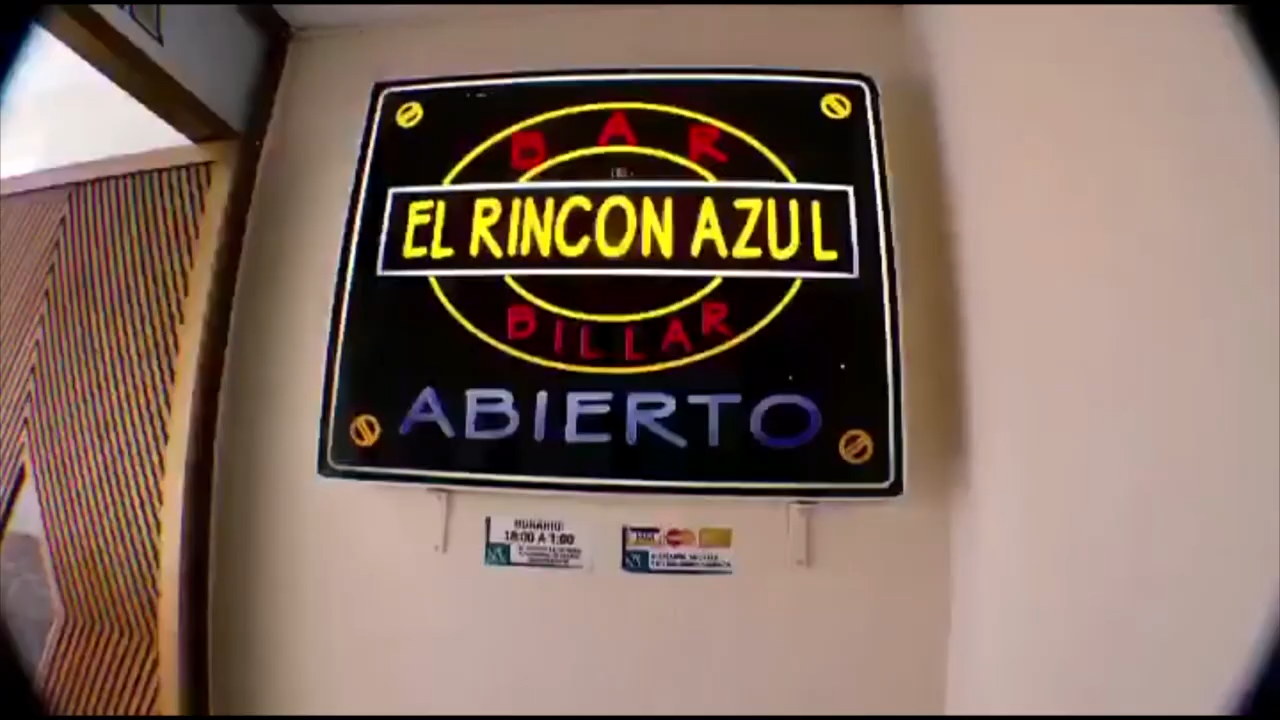 BAR
EL RINCON AZUL
BILLAR
ABIERTO
HORARIO:
18:00 A 1:00